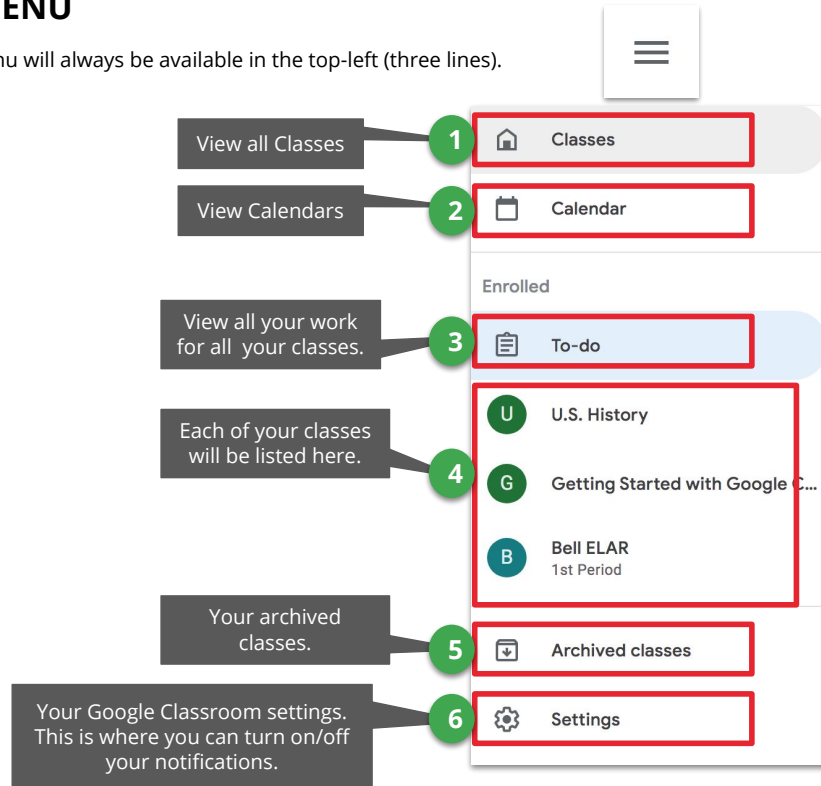 ENU
nu will always be available in the top-left (three lines).
View all Classes
1
Classes
View Calendars
2
Calendar
Enrolled
View all your work
for all your classes.
3
To-do
U
U.S. History
Each of your classes
will be listed here.
4
G
Getting Started with Google C...
B
Bell ELAR
1st Period
Your archived
classes.
5
Archived classes
Your Google Classroom settings.
This is where you can turn on/off
your notifications.
6
Settings